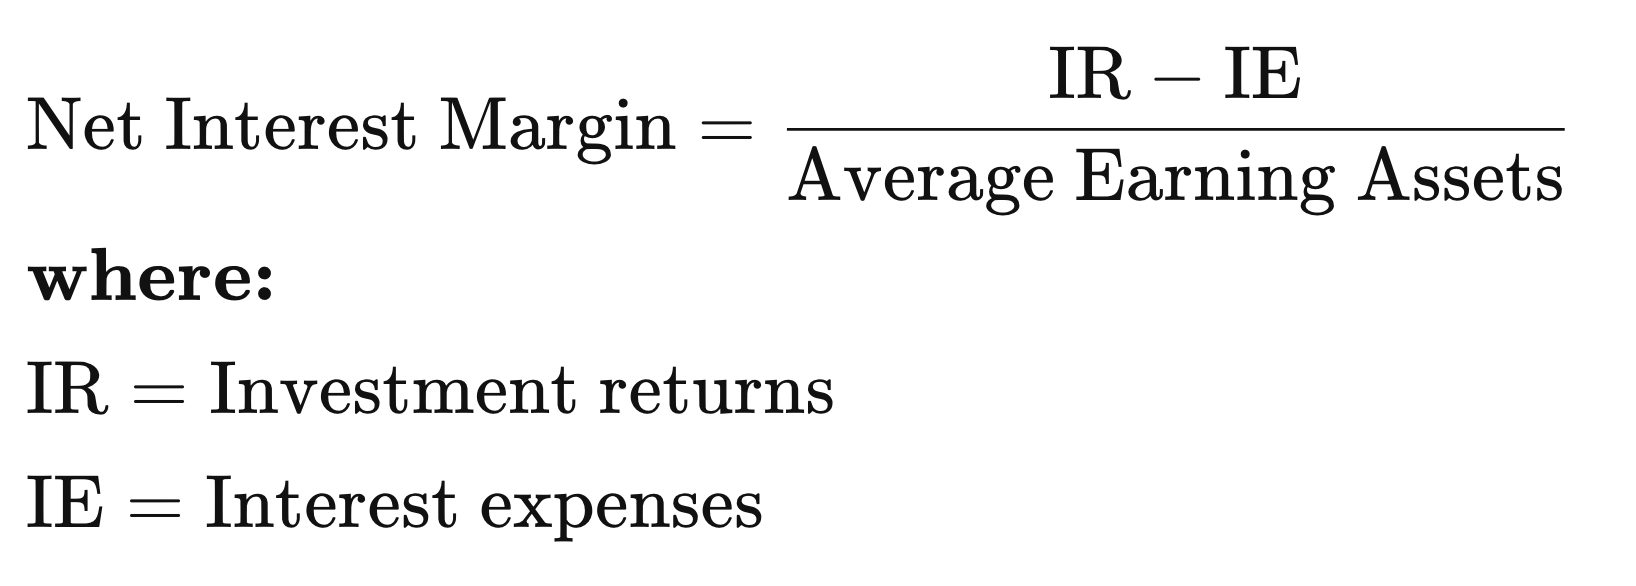 Net Interest Margin = IR − IE
Average Earning Assets
where:
IR = Investment returns
IE = Interest expenses